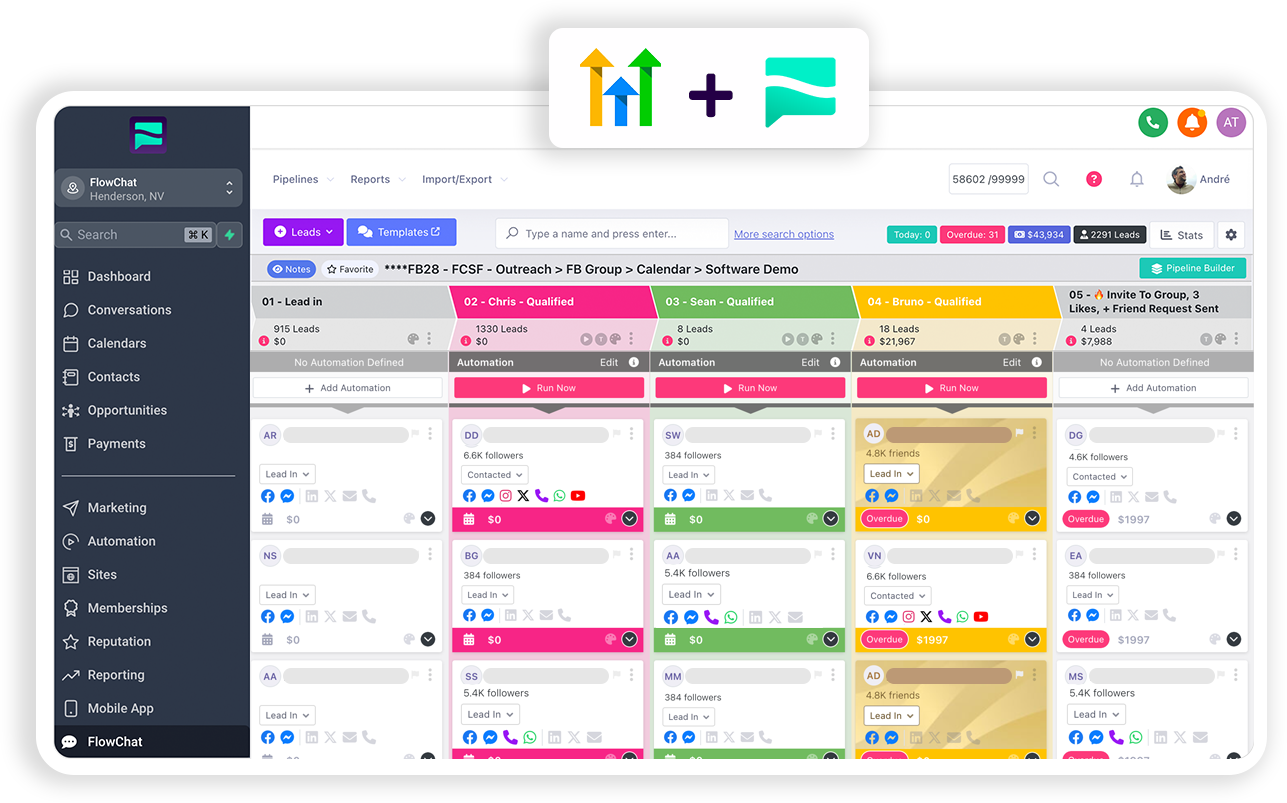 AT
FlowChat
Henderson, NV
Pipelines Reports Import/Export 58602 /99999 ? André
Search ⌘ K
Leads Templates Type a name and press enter... More search options Today: 0 Overdue: 31 $43,934 2291 Leads Stats
Notes Favorite ****FB28 - FCSF - Outreach > FB Group > Calendar > Software Demo Pipeline Builder
Dashboard
Conversations
Calendars
Contacts
Opportunities
Payments
Marketing
Automation
Sites
Memberships
Reputation
Reporting
Mobile App
FlowChat
01 - Lead in
915 Leads
$0
No Automation Defined
+ Add Automation
AR
Lead In
$0
NS
Lead In
$0
AA
Lead In
$0
02 - Chris - Qualified
1330 Leads
$0
T
Automation Edit
Run Now
DD
6.6K followers
Contacted
$0
BG
384 followers
Lead In
$0
SS
5.4K followers
Lead In
$0
03 - Sean - Qualified
8 Leads
$0
T
Automation Edit
Run Now
SW
384 followers
Lead In
$0
AA
5.4K followers
Lead In
$0
MM
384 followers
Lead In
$0
04 - Bruno - Qualified
18 Leads
$21,967
T
Automation Edit
Run Now
AD
4.8K friends
Lead In
Overdue $0
VN
6.6K followers
Contacted
Overdue $1997
AD
4.8K friends
Lead In
Overdue $0
05 - 🔥 Invite To Group, 3
Likes, + Friend Request Sent
4 Leads
$7,988
T
No Automation Defined
+ Add Automation
DG
4.6K followers
Contacted
Overdue $1997
EA
384 followers
Lead In
Overdue $1997
MS
5.4K followers
Lead In
Overdue $1997